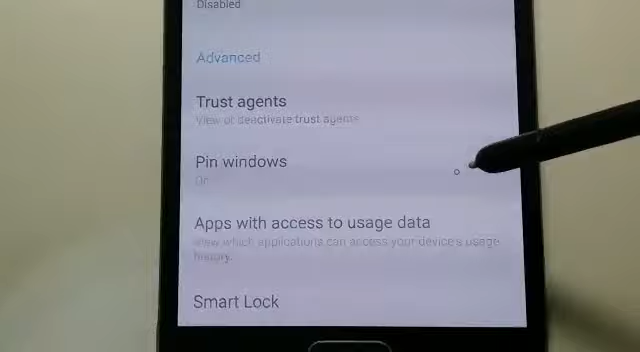 Disabled
Advanced
Trust agents
View or deactivate trust agents
Pin windows
On
Apps with access to usage data
View which applications can access your device's usage
history.
Smart Lock